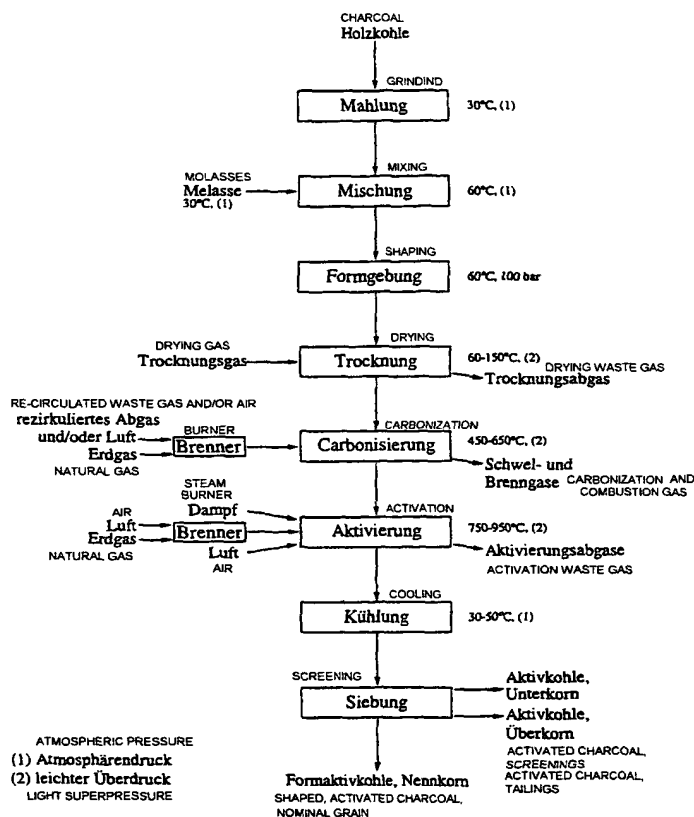 CHARCOAL
Holzkohle
GRINDIND
Mahlung
30°C, (1)
MIXING
MOLASSES
Melasse
30°C, (1)
Mischung
60°C, (1)
SHAPING
Formgebung
60°C, 100 bar
DRYING
DRYING GAS
Trocknungsgas
Trocknung
60-150°C, (2)
DRYING WASTE GAS
Trocknungsabgas
RE-CIRCULATED WASTE GAS AND/OR AIR
rezirkuliertes Abgas
und/oder Luft
Erdgas
NATURAL GAS
BURNER
Brenner
CARBONIZATION
Carbonisierung
450-650°C, (2)
Schwel- und
Brenngase
CARBONIZATION AND
COMBUSTION GAS
STEAM
BURNER
Dampf
ACTIVATION
AIR
Luft
Erdgas
NATURAL GAS
Brenner
Luft
AIR
Aktivierung
750-950°C, (2)
Aktivierungsabgase
ACTIVATION WASTE GAS
COOLING
Kühlung
30-50°C, (1)
SCREENING
Siebung
Aktivkohle,
Unterkorn
Aktivkohle,
Überkorn
ACTIVATED CHARCOAL,
SCREENINGS
ACTIVATED CHARCOAL,
TAILINGS
ATMOSPHERIC PRESSURE
(1) Atmosphärendruck
(2) leichter Überdruck
LIGHT SUPERPRESSURE
Formaktivkohle, Nennkorn
SHAPED, ACTIVATED CHARCOAL,
NOMINAL GRAIN